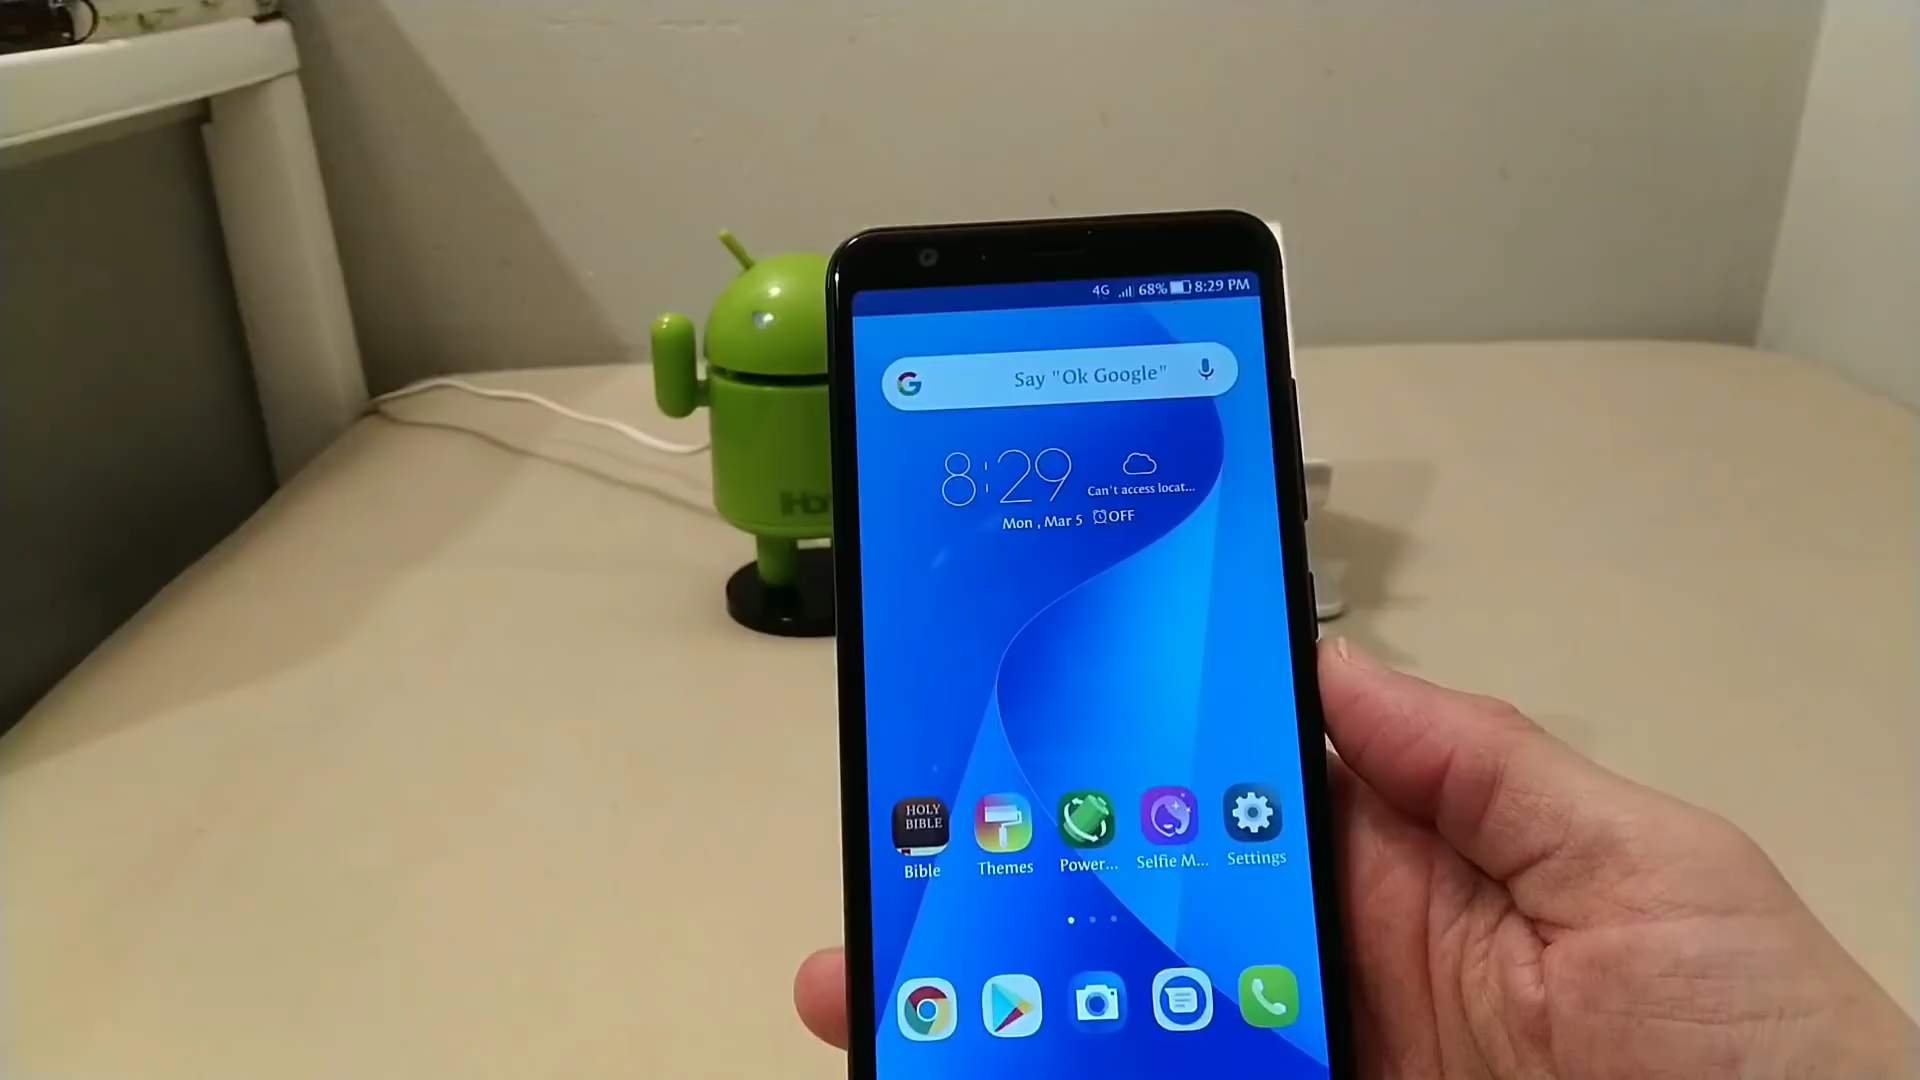 4G 68% 8:29 PM
Say "Ok Google"
8:29
Can't access locat...
Mon , Mar 5 OFF
HOLY
BIBLE
Bible Themes Power... Selfie M... Settings